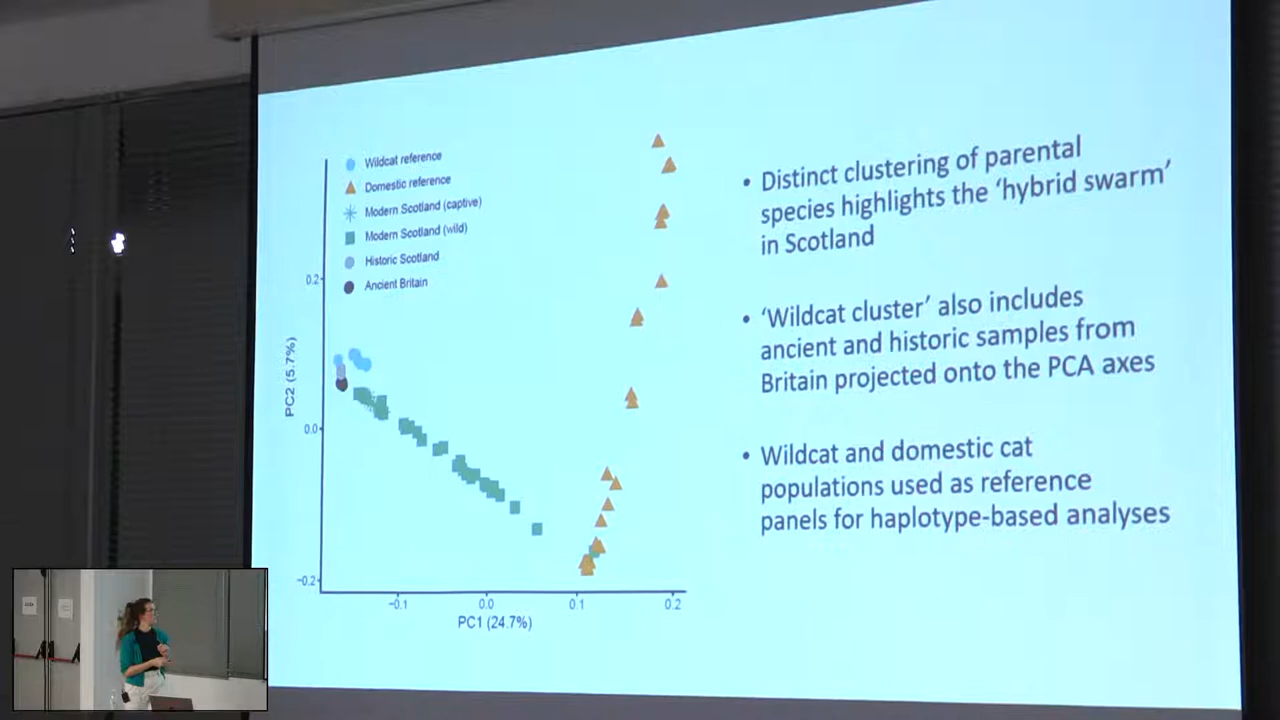 Wildcat reference
Domestic reference
Modern Scotland (captive)
Modern Scotland (wild)
Historic Scotland
Ancient Britain
PC2 (5.7%)
0.2
0.0
−0.2
−0.1
0.0
0.1
0.2
PC1 (24.7%)
• Distinct clustering of parental
species highlights the ‘hybrid swarm’
in Scotland
• ‘Wildcat cluster’ also includes
ancient and historic samples from
Britain projected onto the PCA axes
• Wildcat and domestic cat
populations used as reference
panels for haplotype-based analyses